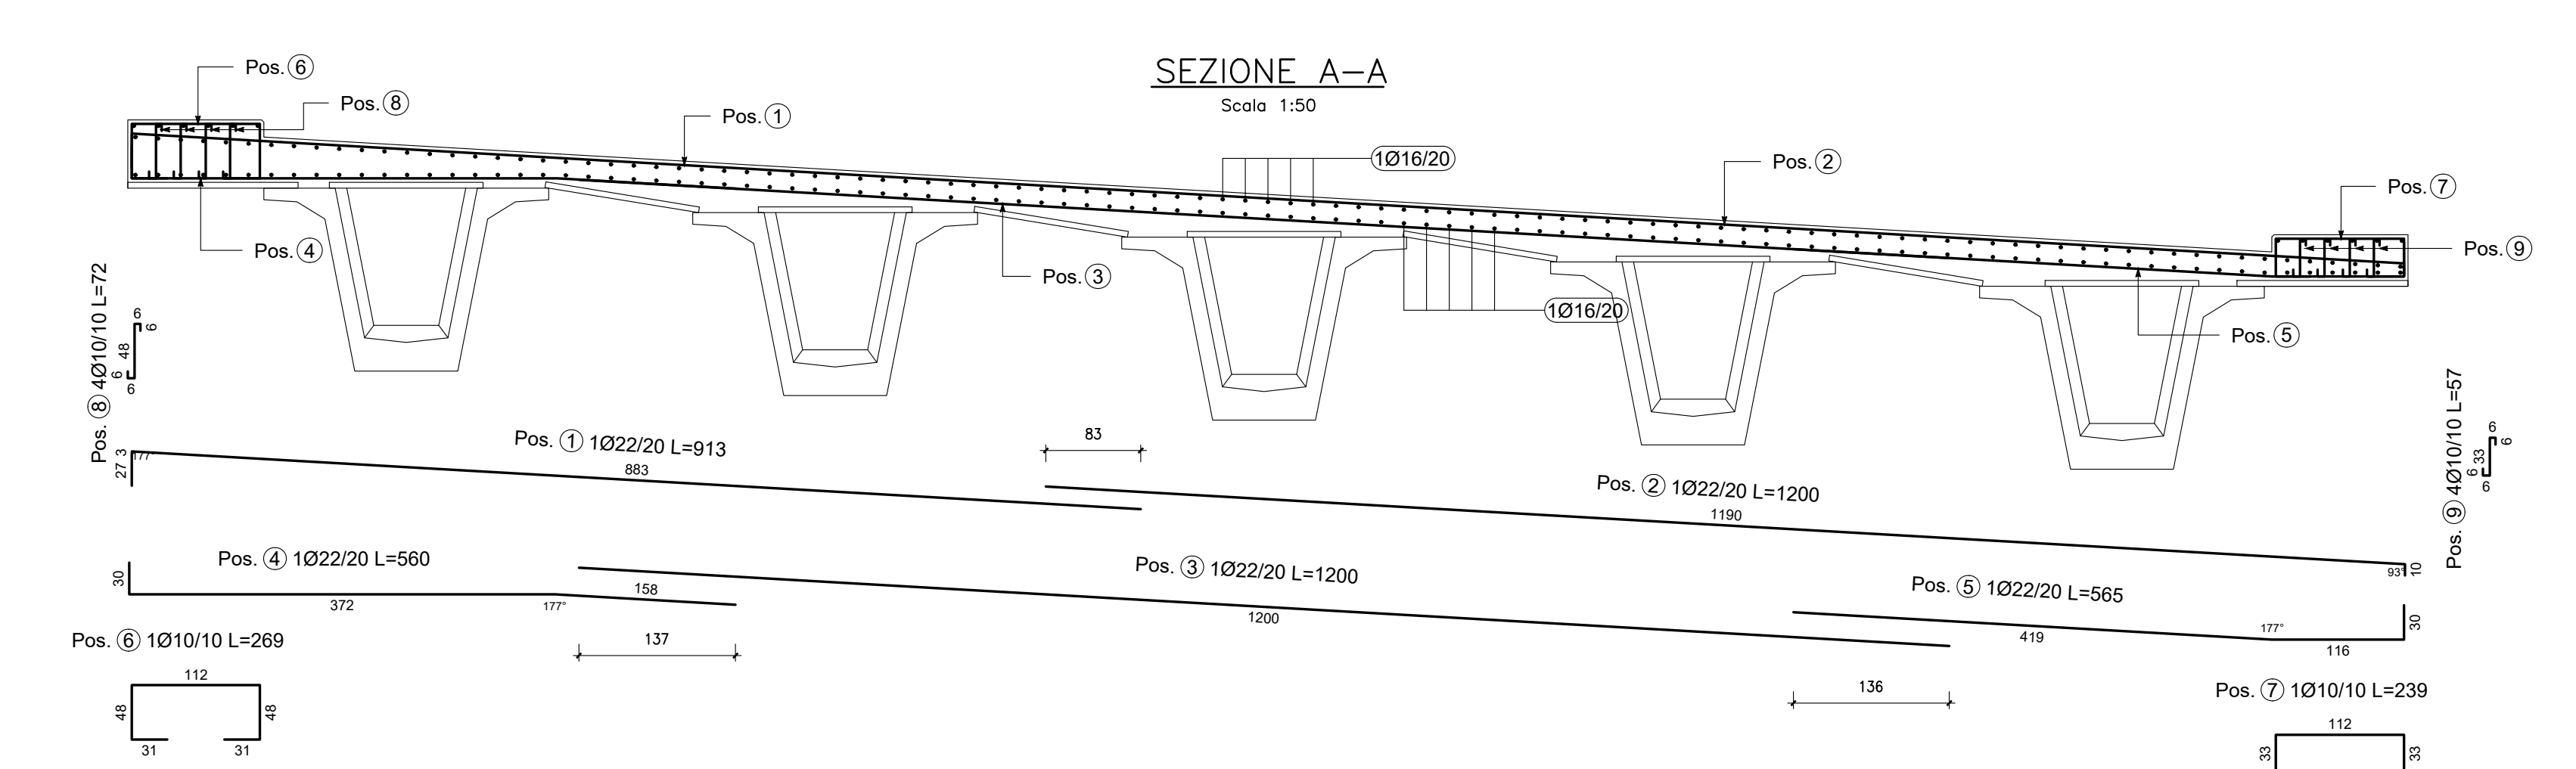 SEZIONE A-A
Scala 1:50
Pos. 6
Pos. 8
Pos. 1
1Ø16/20
Pos. 2
Pos. 7
Pos. 4
Pos. 3
1Ø16/20
Pos. 9
Pos. 5
Pos. 8 4Ø10/10 L=72
6
6
48
6
6
Pos. 9 4Ø10/10 L=57
6
6
33
6
6
Pos. 1 1Ø22/20 L=913
27 3
177°
883
83
Pos. 2 1Ø22/20 L=1200
1190
93°
10
Pos. 4 1Ø22/20 L=560
30
372
177°
158
137
Pos. 3 1Ø22/20 L=1200
1200
Pos. 5 1Ø22/20 L=565
419
177°
116
30
136
Pos. 6 1Ø10/10 L=269
112
48
48
31
31
Pos. 7 1Ø10/10 L=239
112
33
33